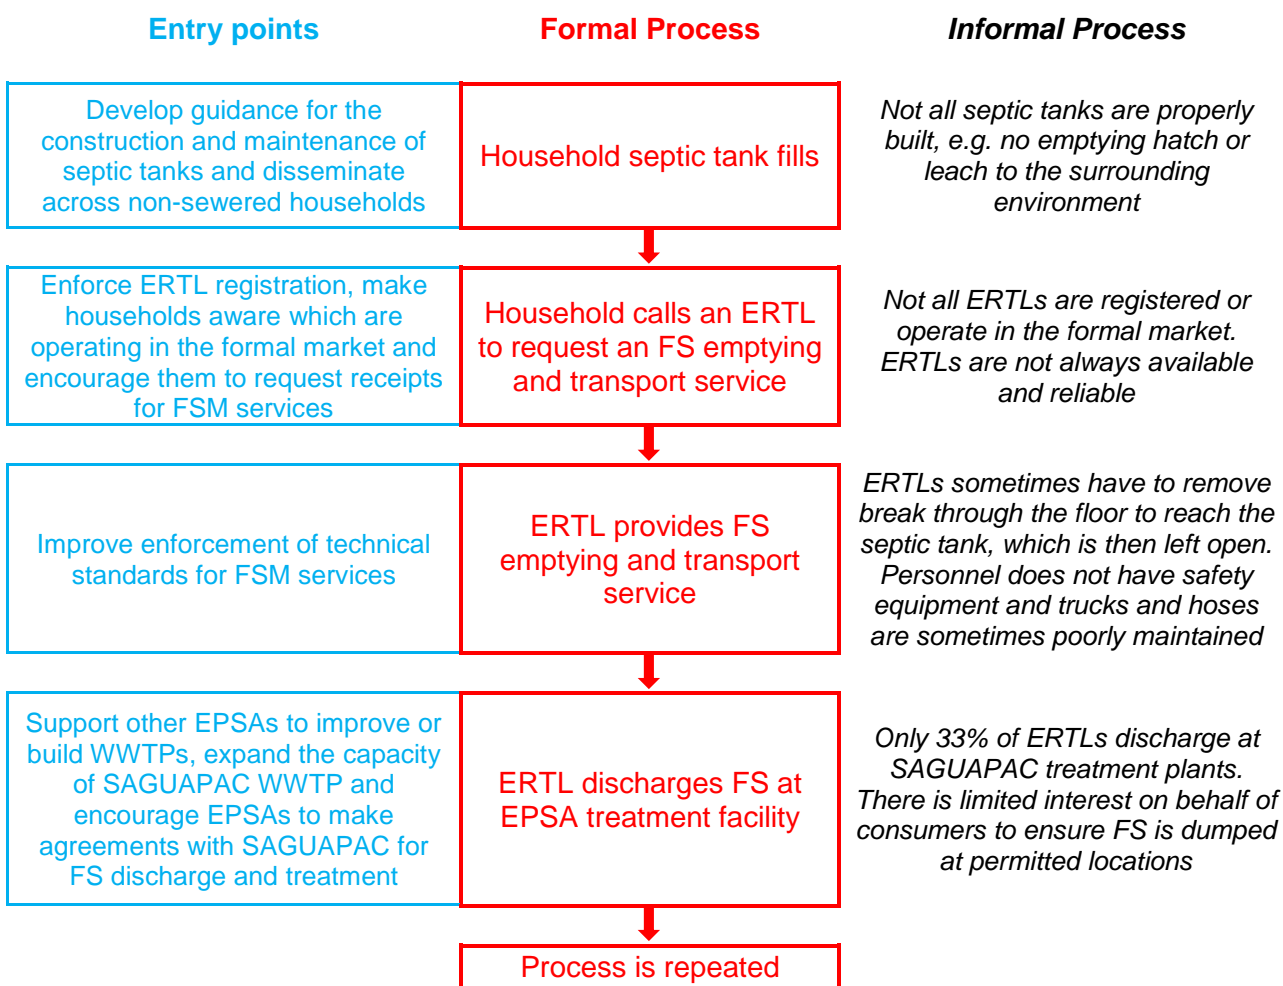 Entry points
Formal Process
Informal Process
Develop guidance for the
construction and maintenance of
septic tanks and disseminate
across non-sewered households
Household septic tank fills
Not all septic tanks are properly
built, e.g. no emptying hatch or
leach to the surrounding
environment
Enforce ERTL registration, make
households aware which are
operating in the formal market and
encourage them to request receipts
for FSM services
Household calls an ERTL
to request an FS emptying
and transport service
Not all ERTLs are registered or
operate in the formal market.
ERTLs are not always available
and reliable
Improve enforcement of technical
standards for FSM services
ERTL provides FS
emptying and transport
service
ERTLs sometimes have to remove
break through the floor to reach the
septic tank, which is then left open.
Personnel does not have safety
equipment and trucks and hoses
are sometimes poorly maintained
Support other EPSAs to improve or
build WWTPs, expand the capacity
of SAGUAPAC WWTP and
encourage EPSAs to make
agreements with SAGUAPAC for
FS discharge and treatment
ERTL discharges FS at
EPSA treatment facility
Only 33% of ERTLs discharge at
SAGUAPAC treatment plants.
There is limited interest on behalf of
consumers to ensure FS is dumped
at permitted locations
Process is repeated